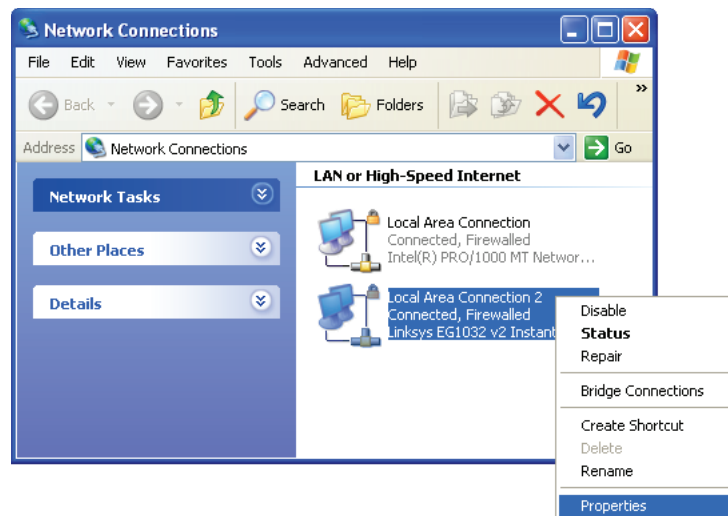 Network Connections
File Edit View Favorites Tools Advanced Help
Back Search Folders »
Address Network Connections Go
Network Tasks
Other Places
Details
LAN or High-Speed Internet
Local Area Connection
Connected, Firewalled
Intel(R) PRO/1000 MT Networ...
Local Area Connection 2
Connected, Firewalled
Linksys EG1032 v2 Instant
Disable
Status
Repair
Bridge Connections
Create Shortcut
Delete
Rename
Properties